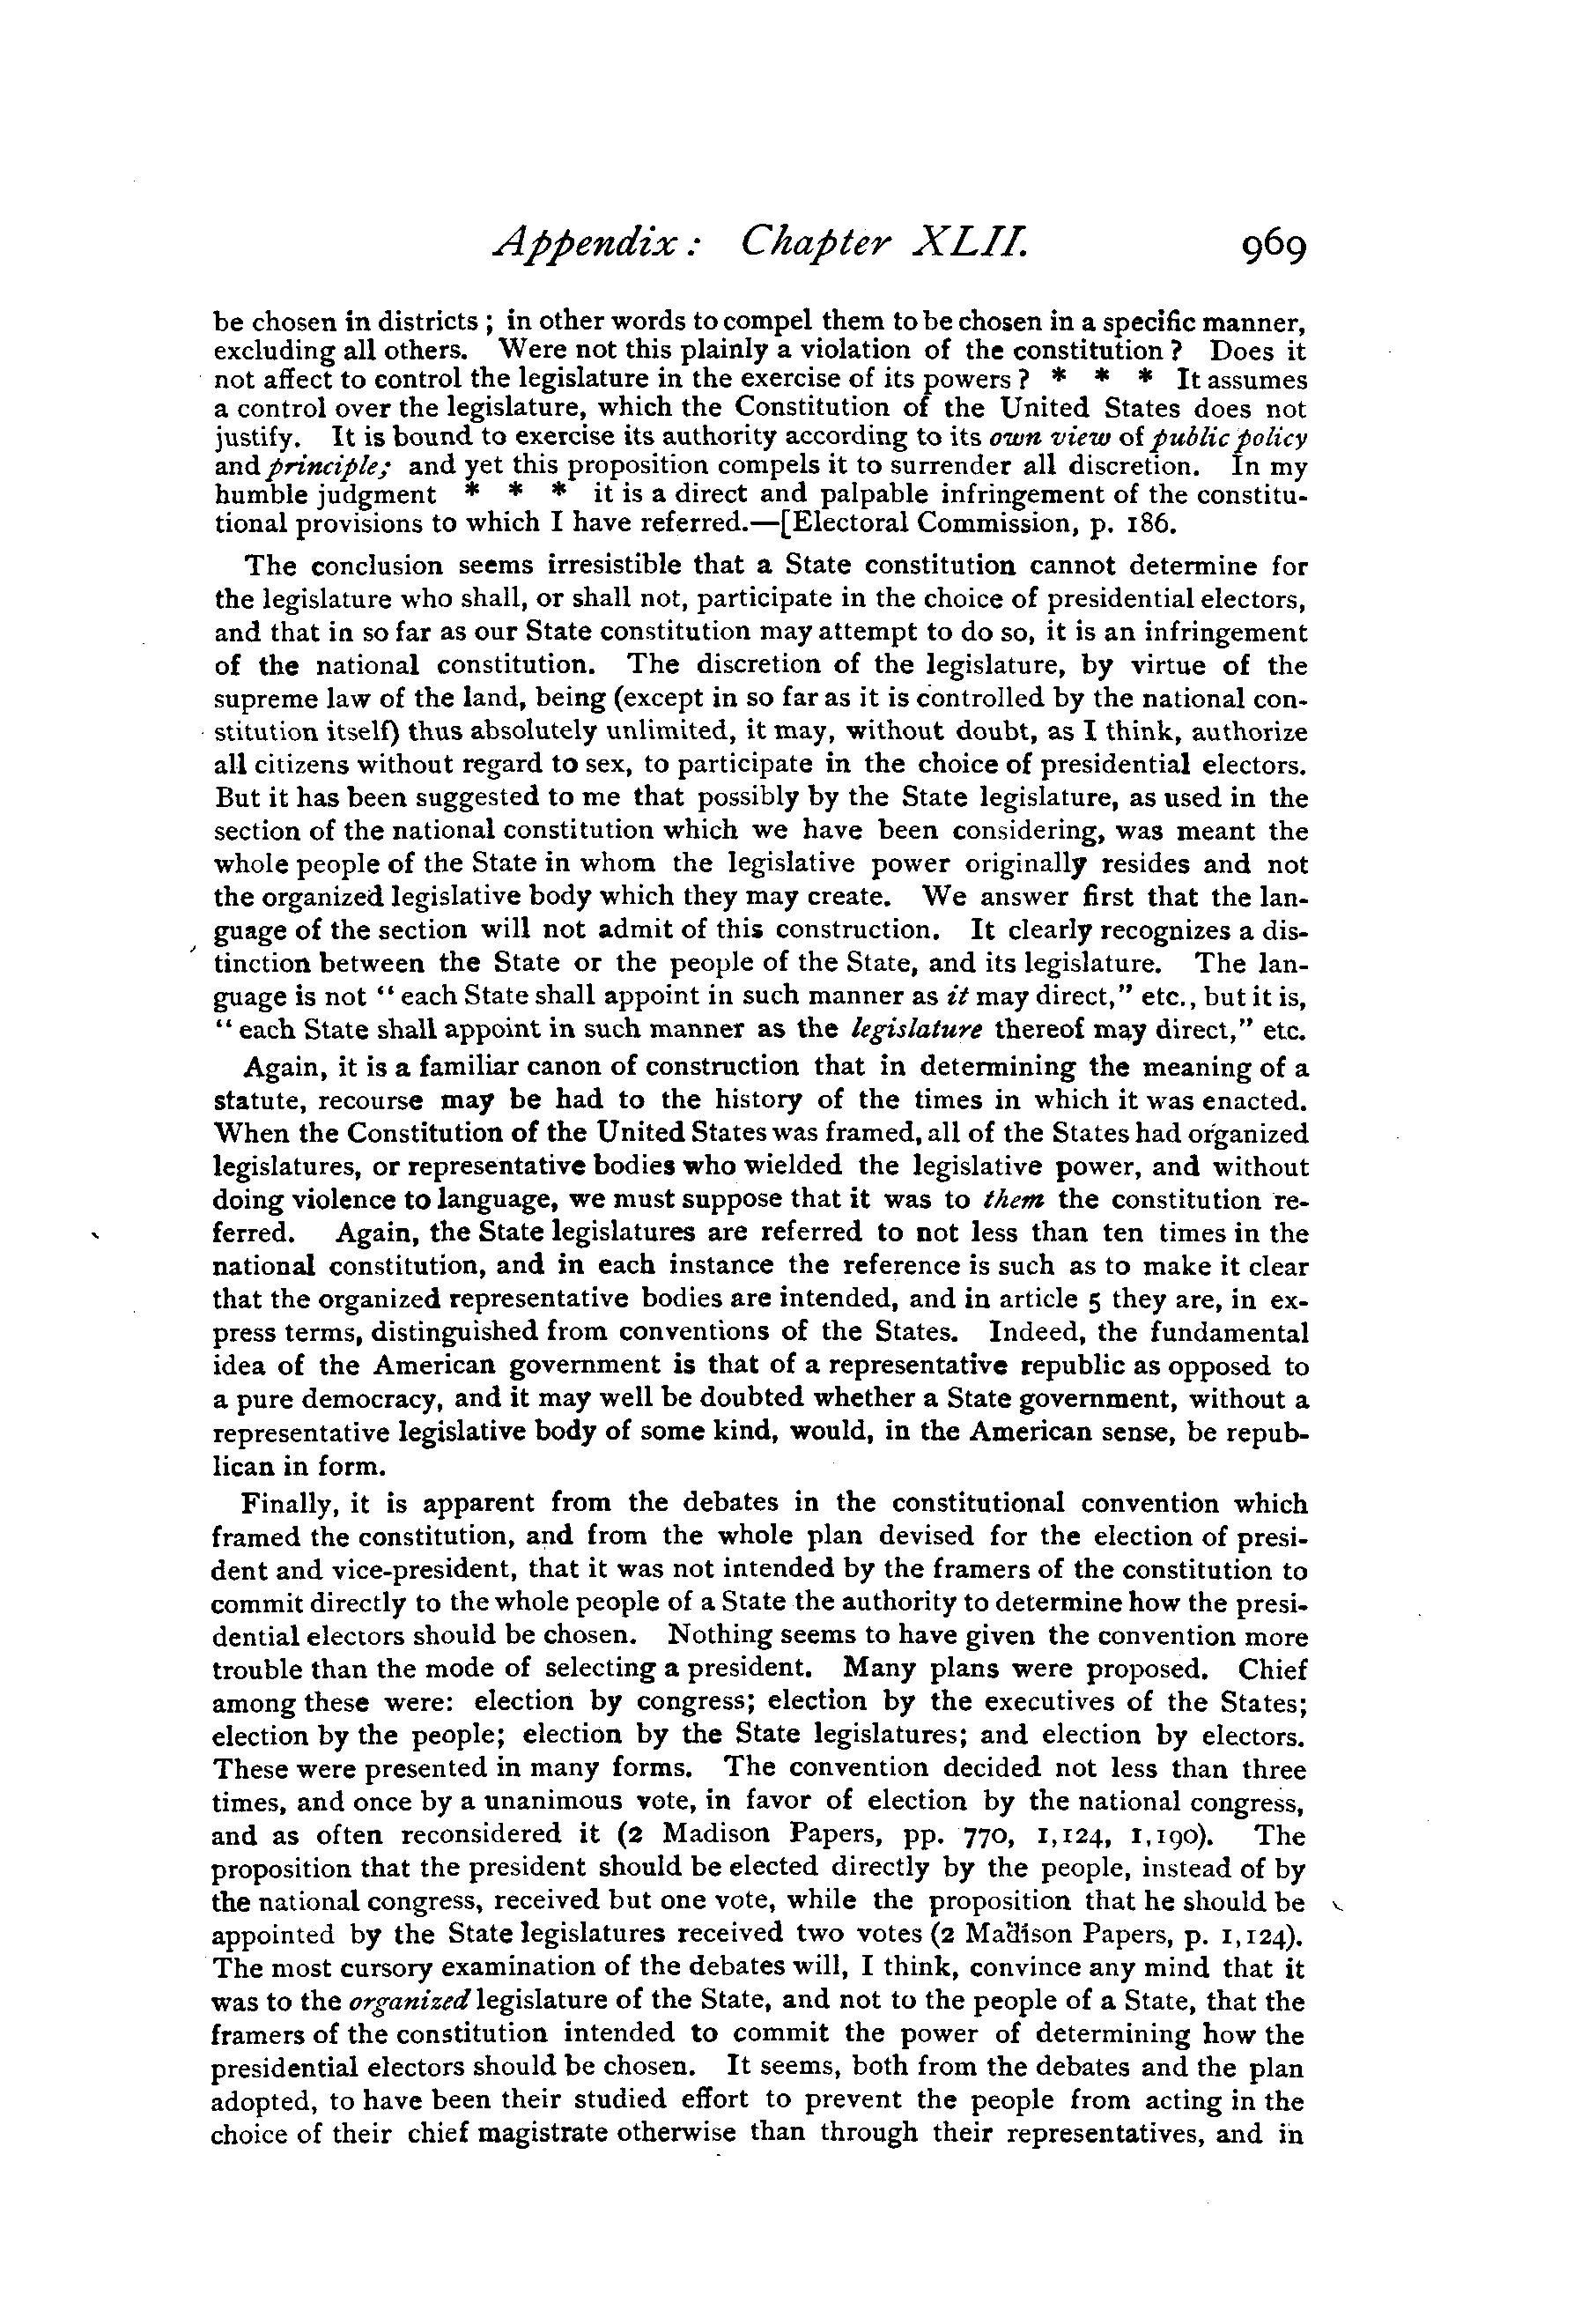 Appendix: Chapter XLII. 969
be chosen in districts; in other words to compel them to be chosen in a specific manner,
excluding all others. Were not this plainly a violation of the constitution? Does it
not affect to control the legislature in the exercise of its powers? * * * It assumes
a control over the legislature, which the Constitution of the United States does not
justify. It is bound to exercise its authority according to its own view of public policy
and principle; and yet this proposition compels it to surrender all discretion. In my
humble judgment * * * it is a direct and palpable infringement of the constitu-
tional provisions to which I have referred.—[Electoral Commission, p. 186.
The conclusion seems irresistible that a State constitution cannot determine for
the legislature who shall, or shall not, participate in the choice of presidential electors,
and that in so far as our State constitution may attempt to do so, it is an infringement
of the national constitution. The discretion of the legislature, by virtue of the
supreme law of the land, being (except in so far as it is controlled by the national con-
stitution itself) thus absolutely unlimited, it may, without doubt, as I think, authorize
all citizens without regard to sex, to participate in the choice of presidential electors.
But it has been suggested to me that possibly by the State legislature, as used in the
section of the national constitution which we have been considering, was meant the
whole people of the State in whom the legislative power originally resides and not
the organized legislative body which they may create. We answer first that the lan-
guage of the section will not admit of this construction. It clearly recognizes a dis-
tinction between the State or the people of the State, and its legislature. The lan-
guage is not "each State shall appoint in such manner as it may direct," etc., but it is,
"each State shall appoint in such manner as the legislature thereof may direct," etc.
Again, it is a familiar canon of construction that in determining the meaning of a
statute, recourse may be had to the history of the times in which it was enacted.
When the Constitution of the United States was framed, all of the States had organized
legislatures, or representative bodies who wielded the legislative power, and without
doing violence to language, we must suppose that it was to them the constitution re-
ferred. Again, the State legislatures are referred to not less than ten times in the
national constitution, and in each instance the reference is such as to make it clear
that the organized representative bodies are intended, and in article 5 they are, in ex-
press terms, distinguished from conventions of the States. Indeed, the fundamental
idea of the American government is that of a representative republic as opposed to
a pure democracy, and it may well be doubted whether a State government, without a
representative legislative body of some kind, would, in the American sense, be repub-
lican in form.
Finally, it is apparent from the debates in the constitutional convention which
framed the constitution, and from the whole plan devised for the election of presi-
dent and vice-president, that it was not intended by the framers of the constitution to
commit directly to the whole people of a State the authority to determine how the presi-
dential electors should be chosen. Nothing seems to have given the convention more
trouble than the mode of selecting a president. Many plans were proposed. Chief
among these were: election by congress; election by the executives of the States;
election by the people; election by the State legislatures; and election by electors.
These were presented in many forms. The convention decided not less than three
times, and once by a unanimous vote, in favor of election by the national congress,
and as often reconsidered it (2 Madison Papers, pp. 770, 1,124, 1,190). The
proposition that the president should be elected directly by the people, instead of by
the national congress, received but one vote, while the proposition that he should be
appointed by the State legislatures received two votes (2 Madison Papers, p. 1,124).
The most cursory examination of the debates will, I think, convince any mind that it
was to the organized legislature of the State, and not to the people of a State, that the
framers of the constitution intended to commit the power of determining how the
presidential electors should be chosen. It seems, both from the debates and the plan
adopted, to have been their studied effort to prevent the people from acting in the
choice of their chief magistrate otherwise than through their representatives, and in